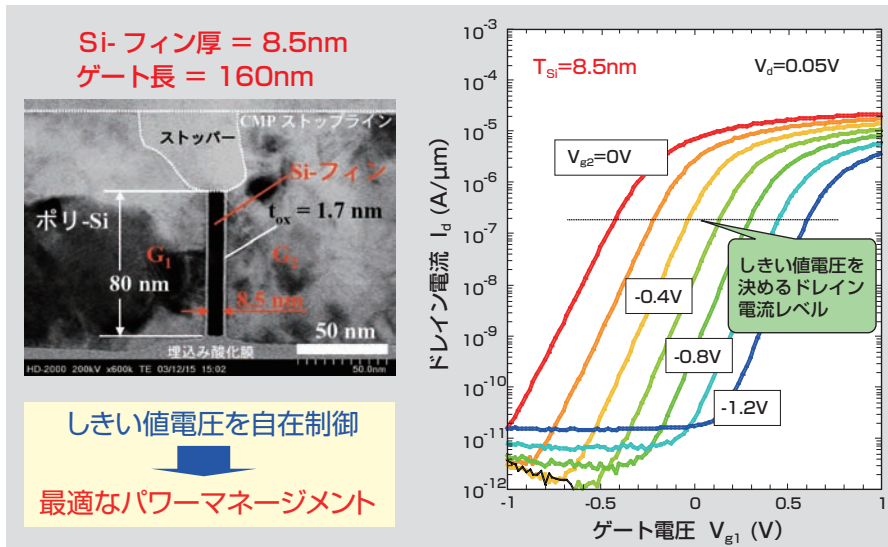 Si- フィン厚 = 8.5nm
ゲート長 = 160nm
CMP ストップライン
ストッパー
Si-フィン
ポリ-Si
tox = 1.7 nm
G1
G2
80 nm
8.5 nm
50 nm
埋込み酸化膜
HD-2000 200kV x600k TE 03/12/15 15:02
50.0nm
しきい値電圧を自在制御
最適なパワーマネージメント
ドレイン電流 Id (A/μm)
10-3
10-4
10-5
10-6
10-7
10-8
10-9
10-10
10-11
10-12
TSi=8.5nm
Vd=0.05V
Vg2=0V
-0.4V
-0.8V
-1.2V
しきい値電圧を
決めるドレイン
電流レベル
-1
-0.5
0
0.5
1
ゲート電圧 Vg1 (V)